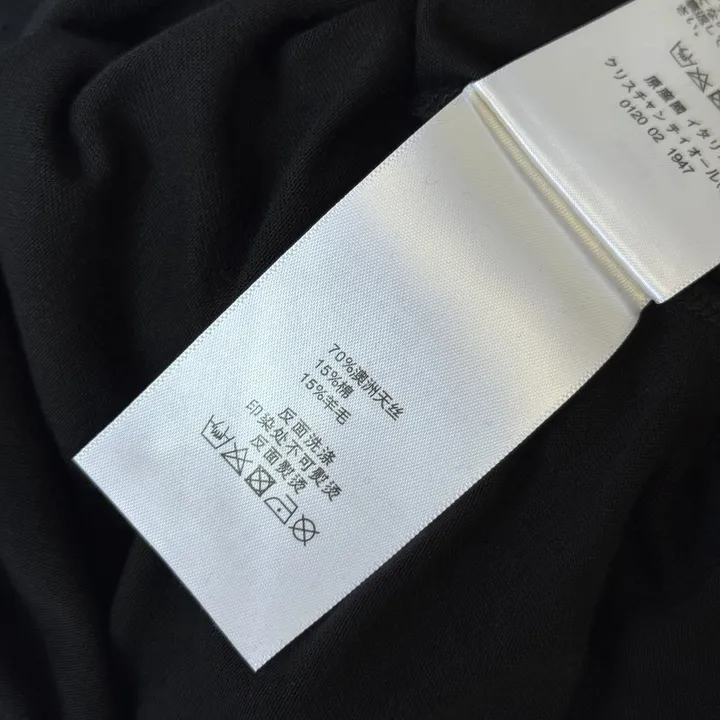 70%澳洲天丝
15%棉
15%羊毛
反面洗涤
印染处不可熨烫
反面熨烫
さい。
原産国 イタリ
クリスチャン ディオール
0120 02 1947